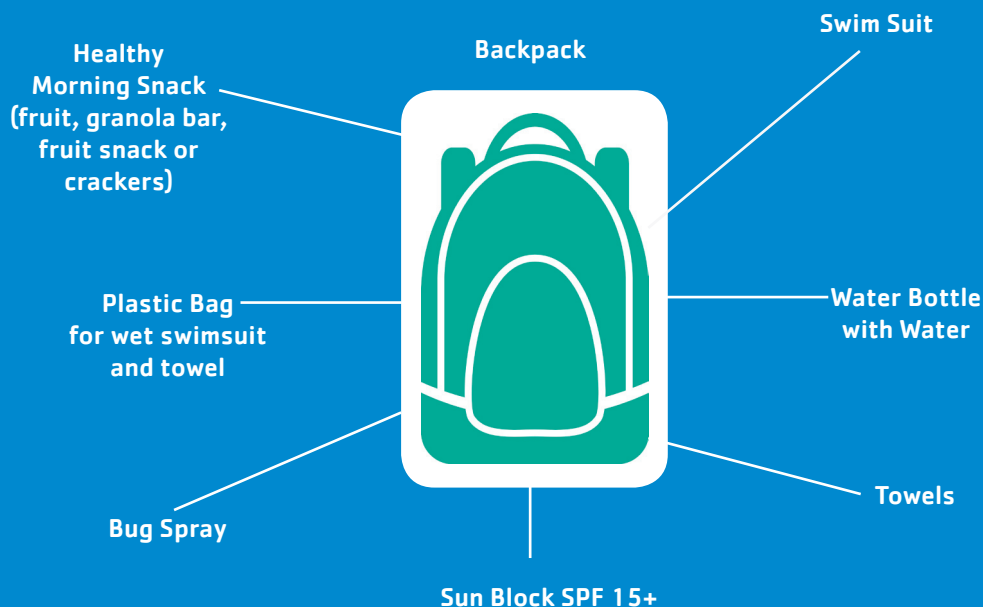 Healthy
Morning Snack
(fruit, granola bar,
fruit snack or
crackers)
Backpack
Swim Suit
Plastic Bag
for wet swimsuit
and towel
Water Bottle
with Water
Bug Spray
Towels
Sun Block SPF 15+